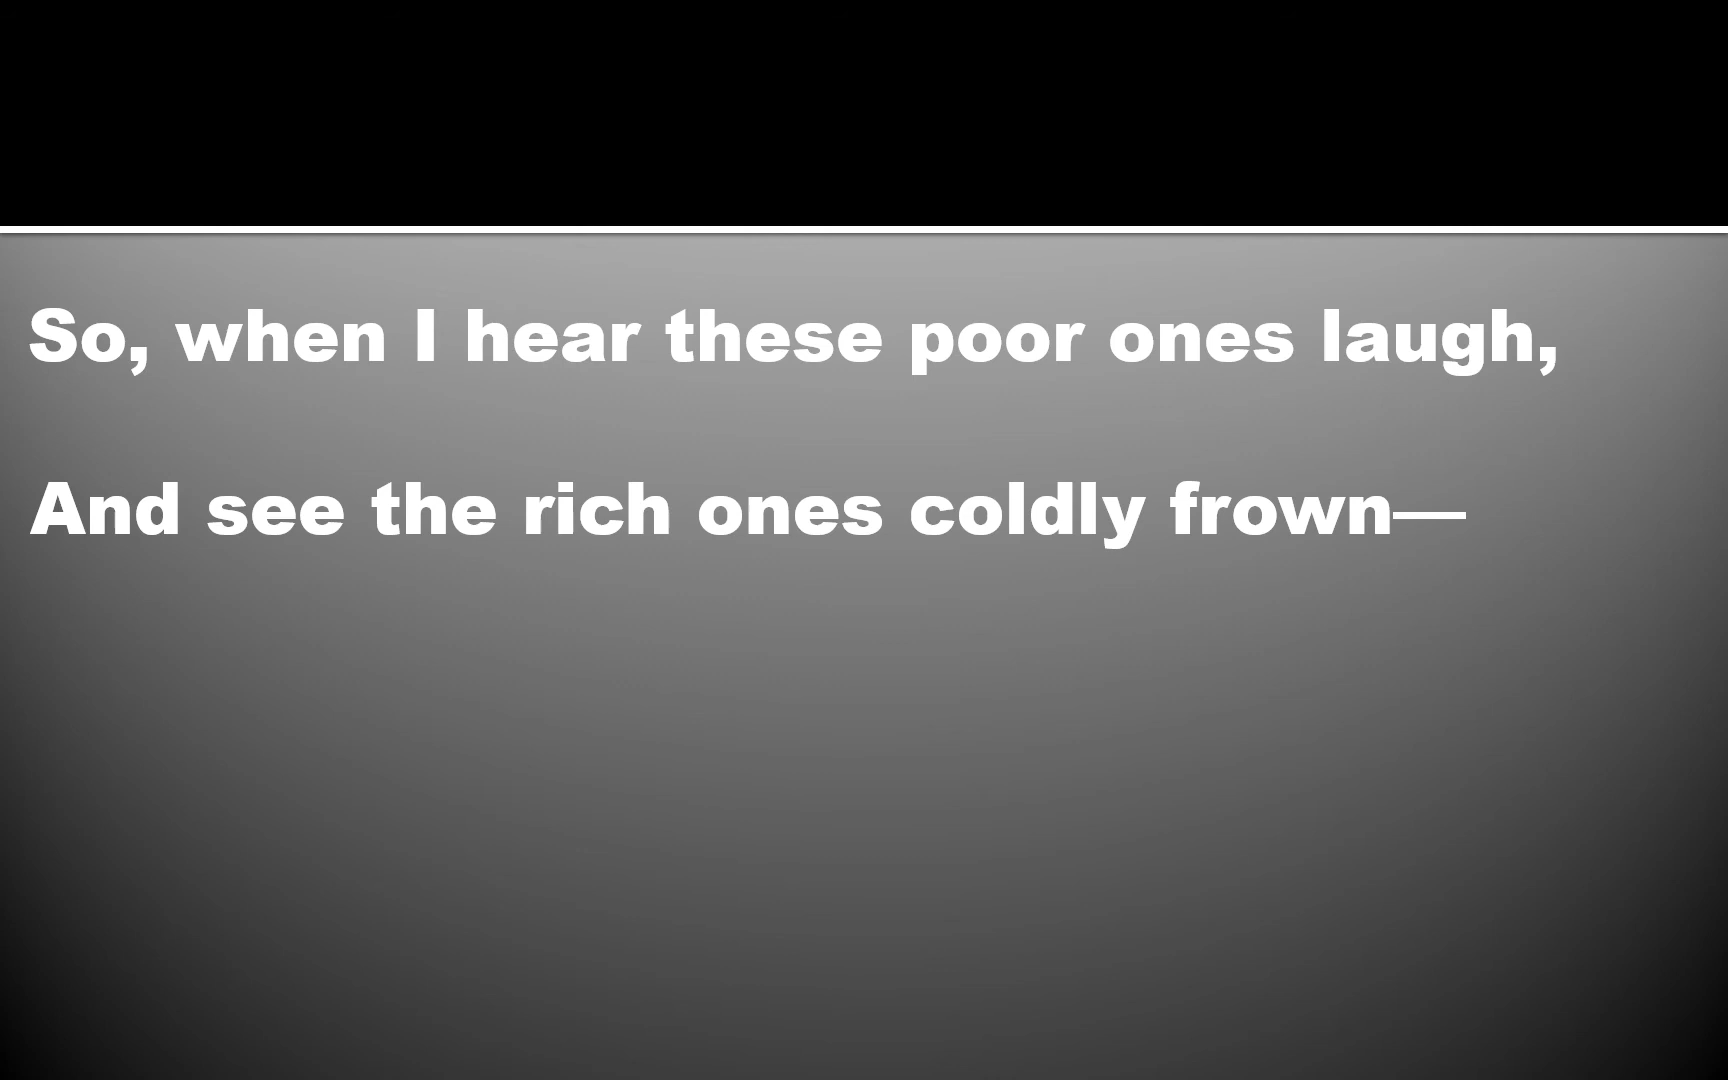 So, when I hear these poor ones laugh,
And see the rich ones coldly frown—